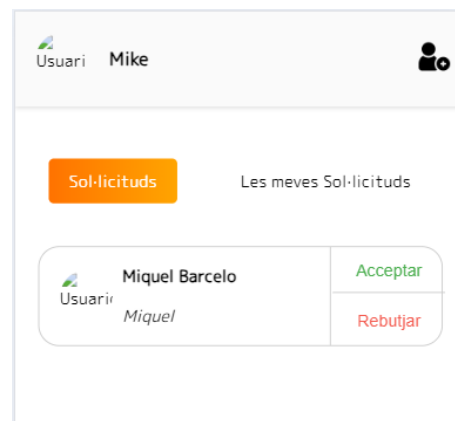 Usuari Mike
Sol·licituds Les meves Sol·licituds
Miquel Barcelo Acceptar
Usuari
Miquel Rebutjar